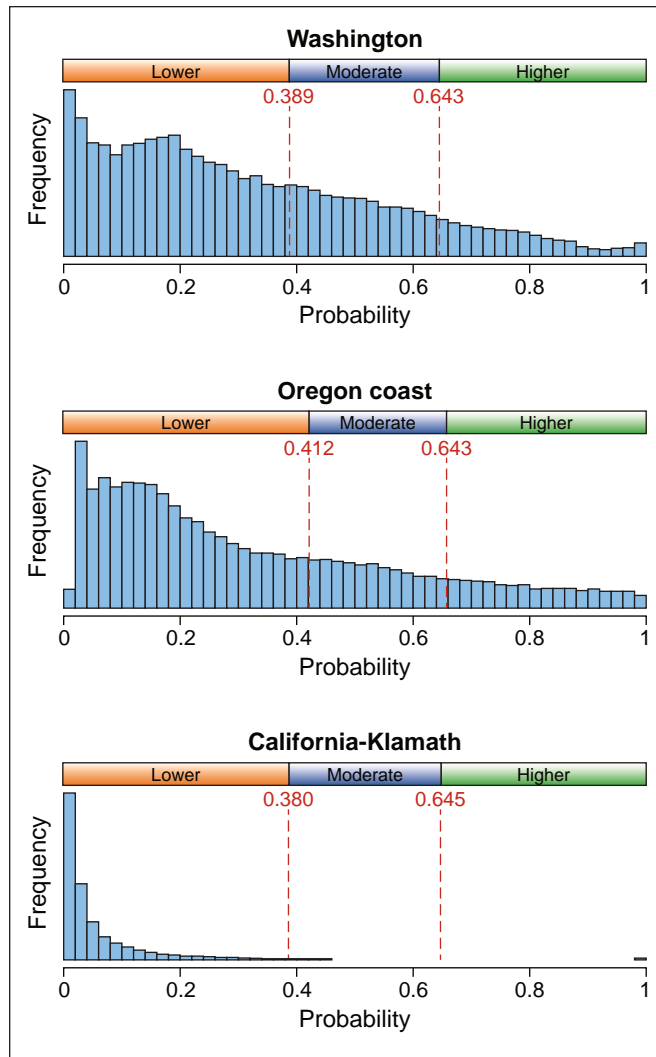 Washington
Lower Moderate Higher
0.389 0.643
Frequency
0 0.2 0.4 0.6 0.8 1
Probability
Oregon coast
Lower Moderate Higher
0.412 0.643
Frequency
0 0.2 0.4 0.6 0.8 1
Probability
California-Klamath
Lower Moderate Higher
0.380 0.645
Frequency
0 0.2 0.4 0.6 0.8 1
Probability